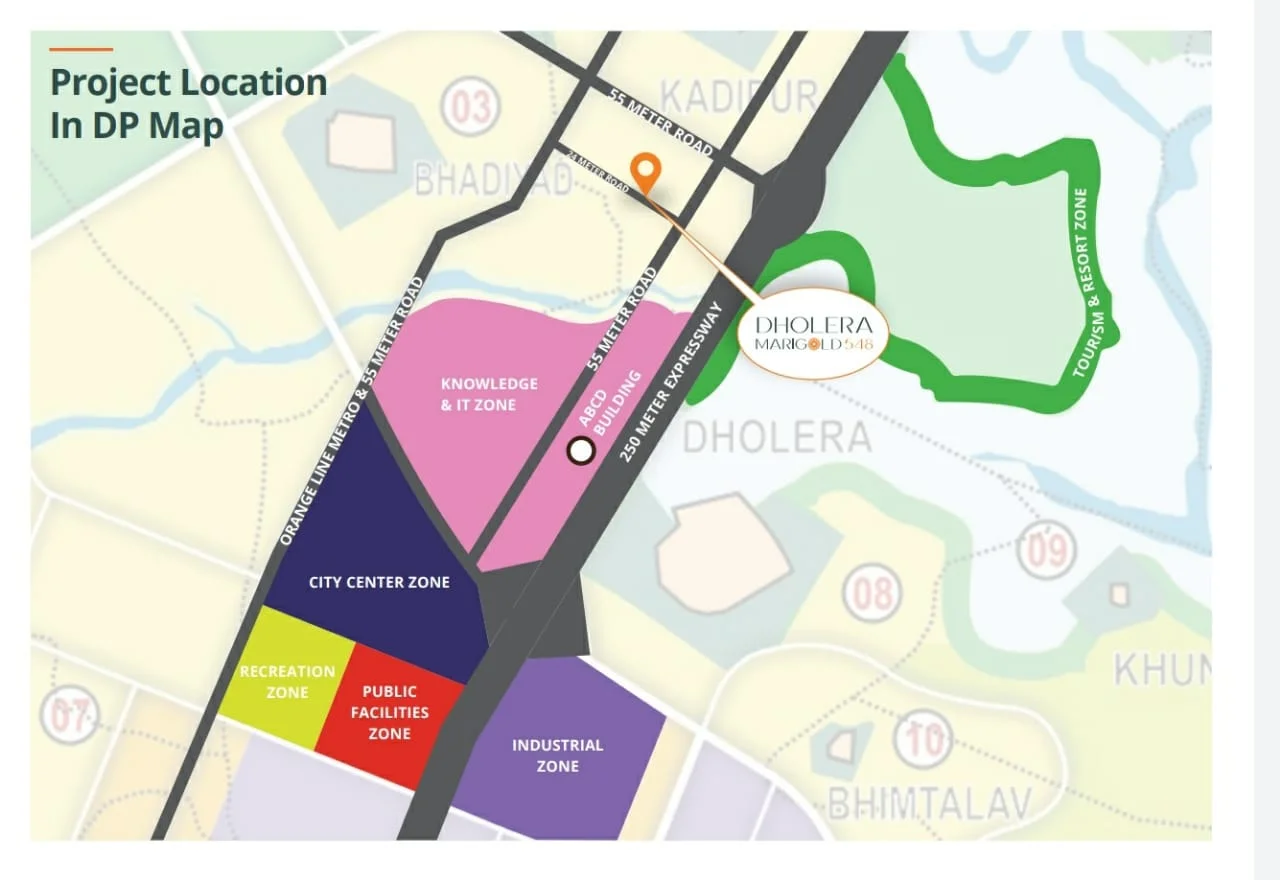 Project Location
In DP Map
03
KADIPUR
55 METER ROAD
BHADIYAD
24 METER ROAD
TOURISM & RESORT ZONE
ORANGE LINE METRO & 55 METER ROAD
55 METER ROAD
250 METER EXPRESSWAY
DHOLERA
MARIGOLD 548
KNOWLEDGE
& IT ZONE
ABCD
BUILDING
DHOLERA
09
CITY CENTER ZONE
08
RECREATION
ZONE
PUBLIC
FACILITIES
ZONE
KHUN
07
INDUSTRIAL
ZONE
10
BHIMTALAV